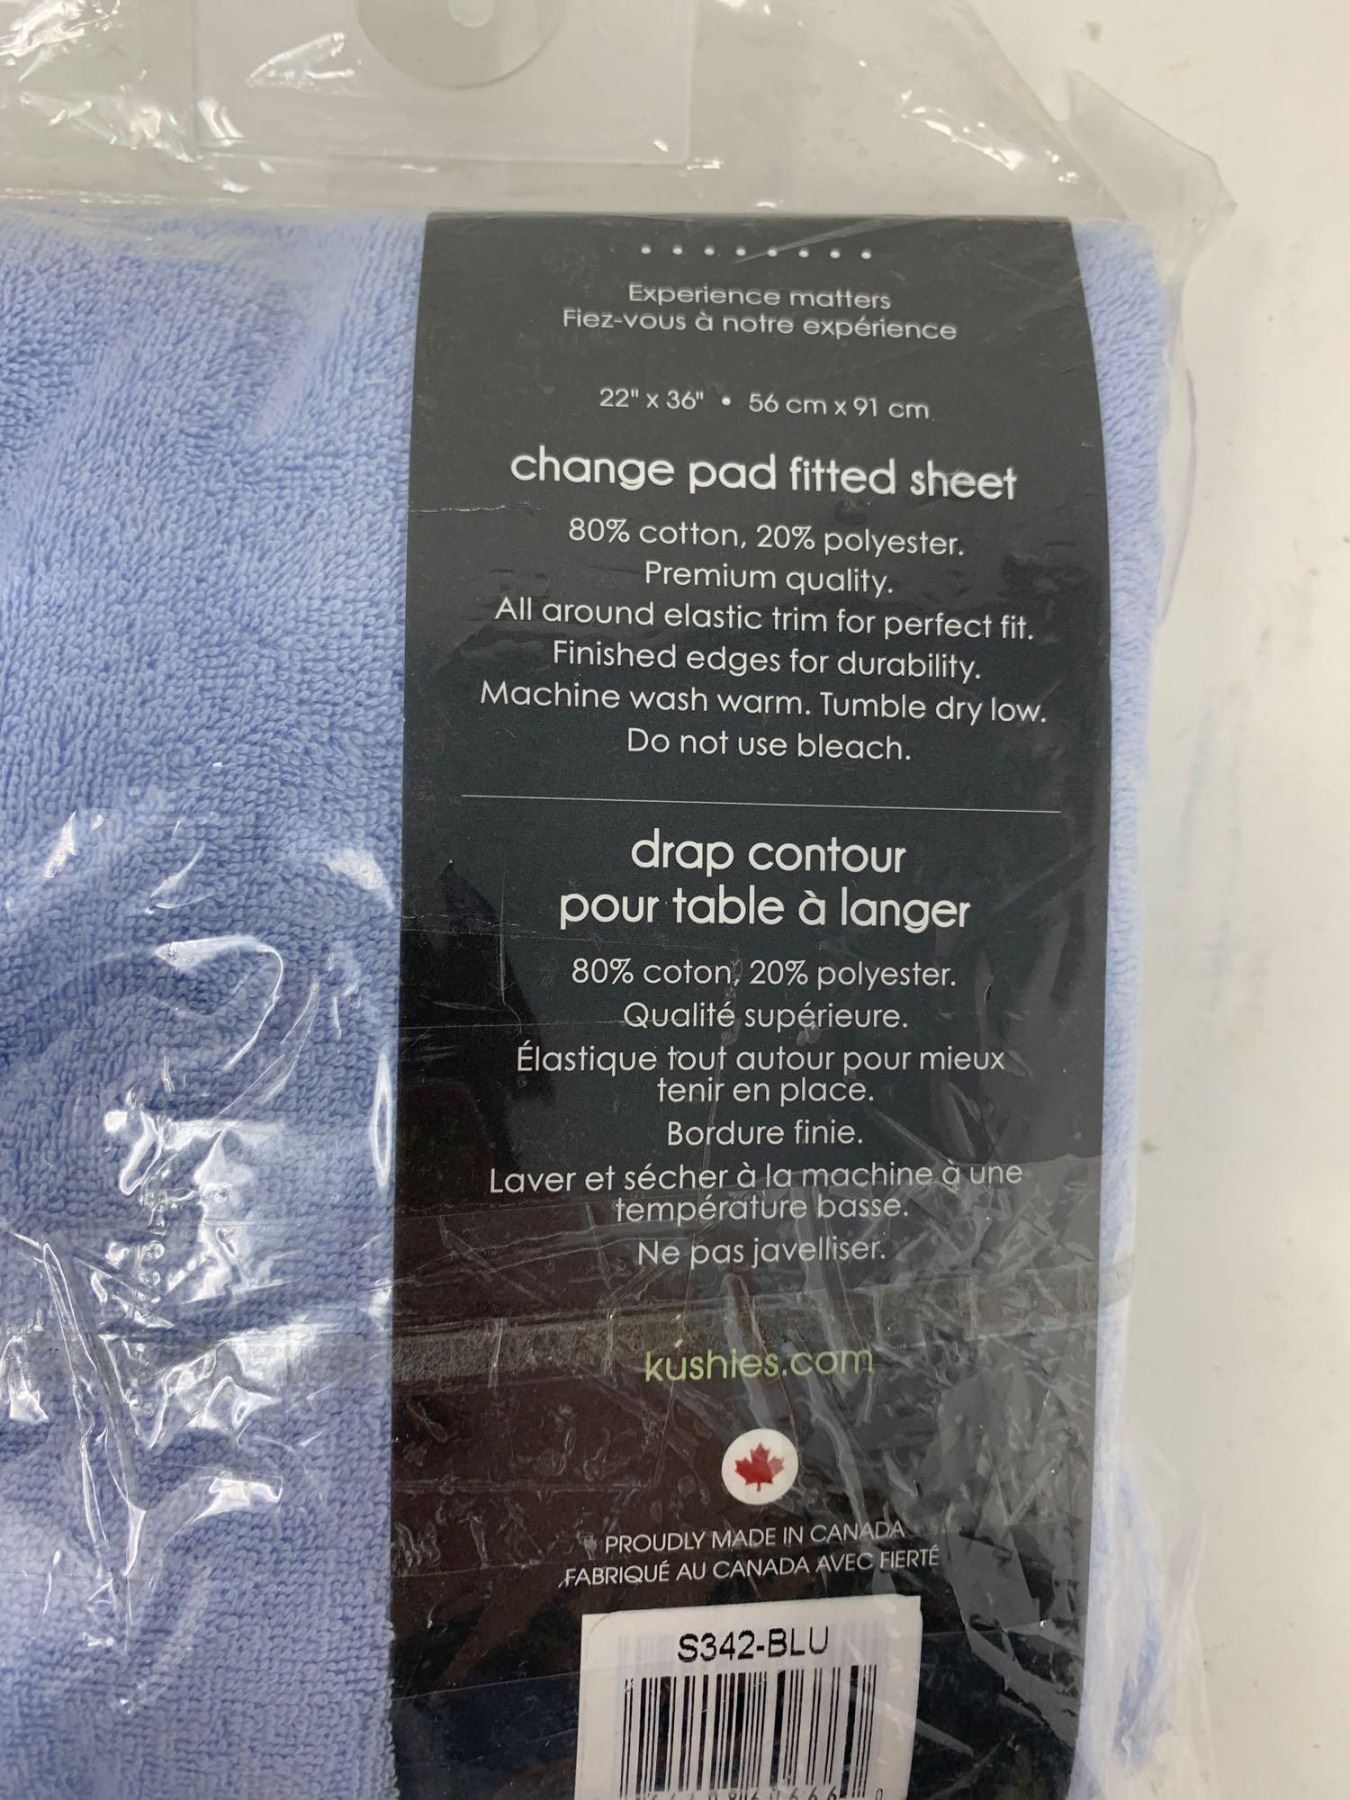 Experience matters
Fiez-vous à notre expérience
22" x 36" • 56 cm x 91 cm
change pad fitted sheet
80% cotton, 20% polyester.
Premium quality.
All around elastic trim for perfect fit.
Finished edges for durability.
Machine wash warm. Tumble dry low.
Do not use bleach.
drap contour
pour table à langer
80% coton, 20% polyester.
Qualité supérieure.
Élastique tout autour pour mieux
tenir en place.
Bordure finie.
Laver et sécher à la machine à une
température basse.
Ne pas javelliser.
kushies.com
PROUDLY MADE IN CANADA
FABRIQUÉ AU CANADA AVEC FIERTÉ
S342-BLU